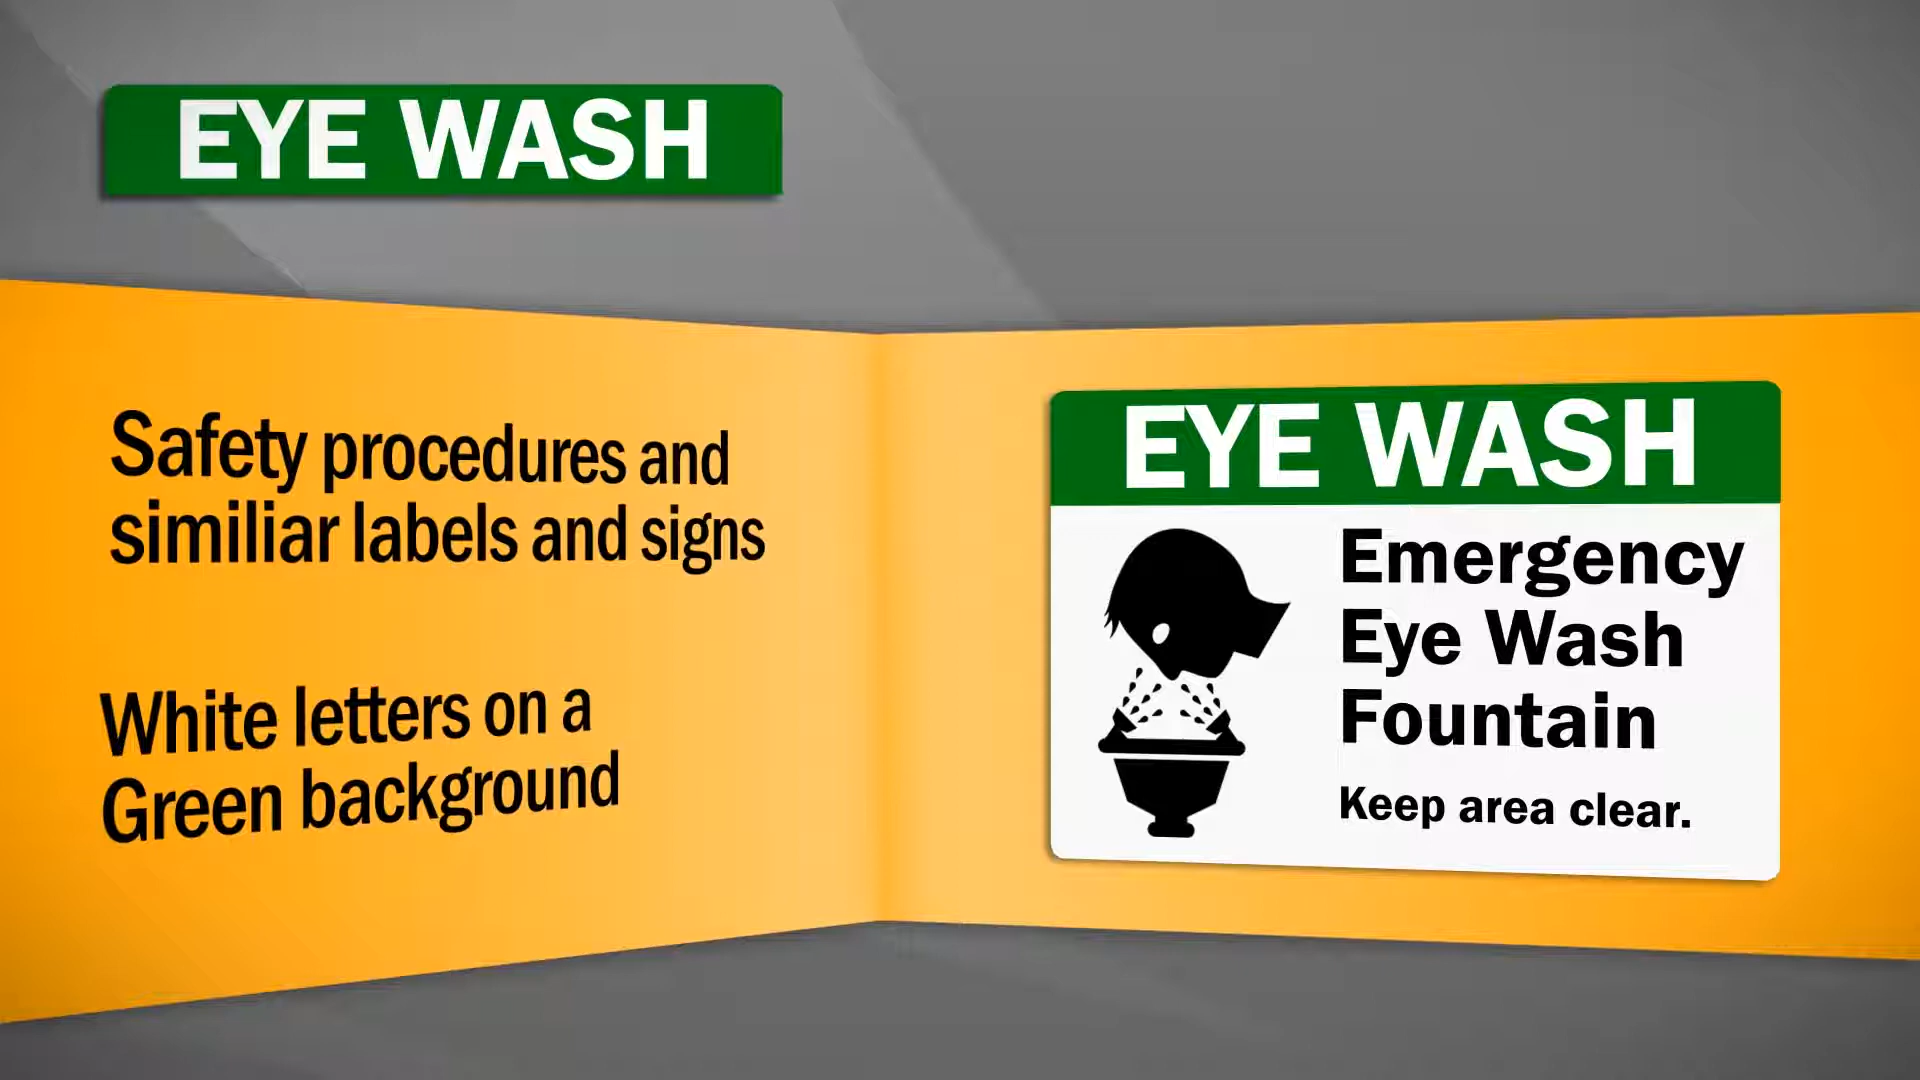 EYE WASH
Safety procedures and
similiar labels and signs
White letters on a
Green background
EYE WASH
Emergency
Eye Wash
Fountain
Keep area clear.